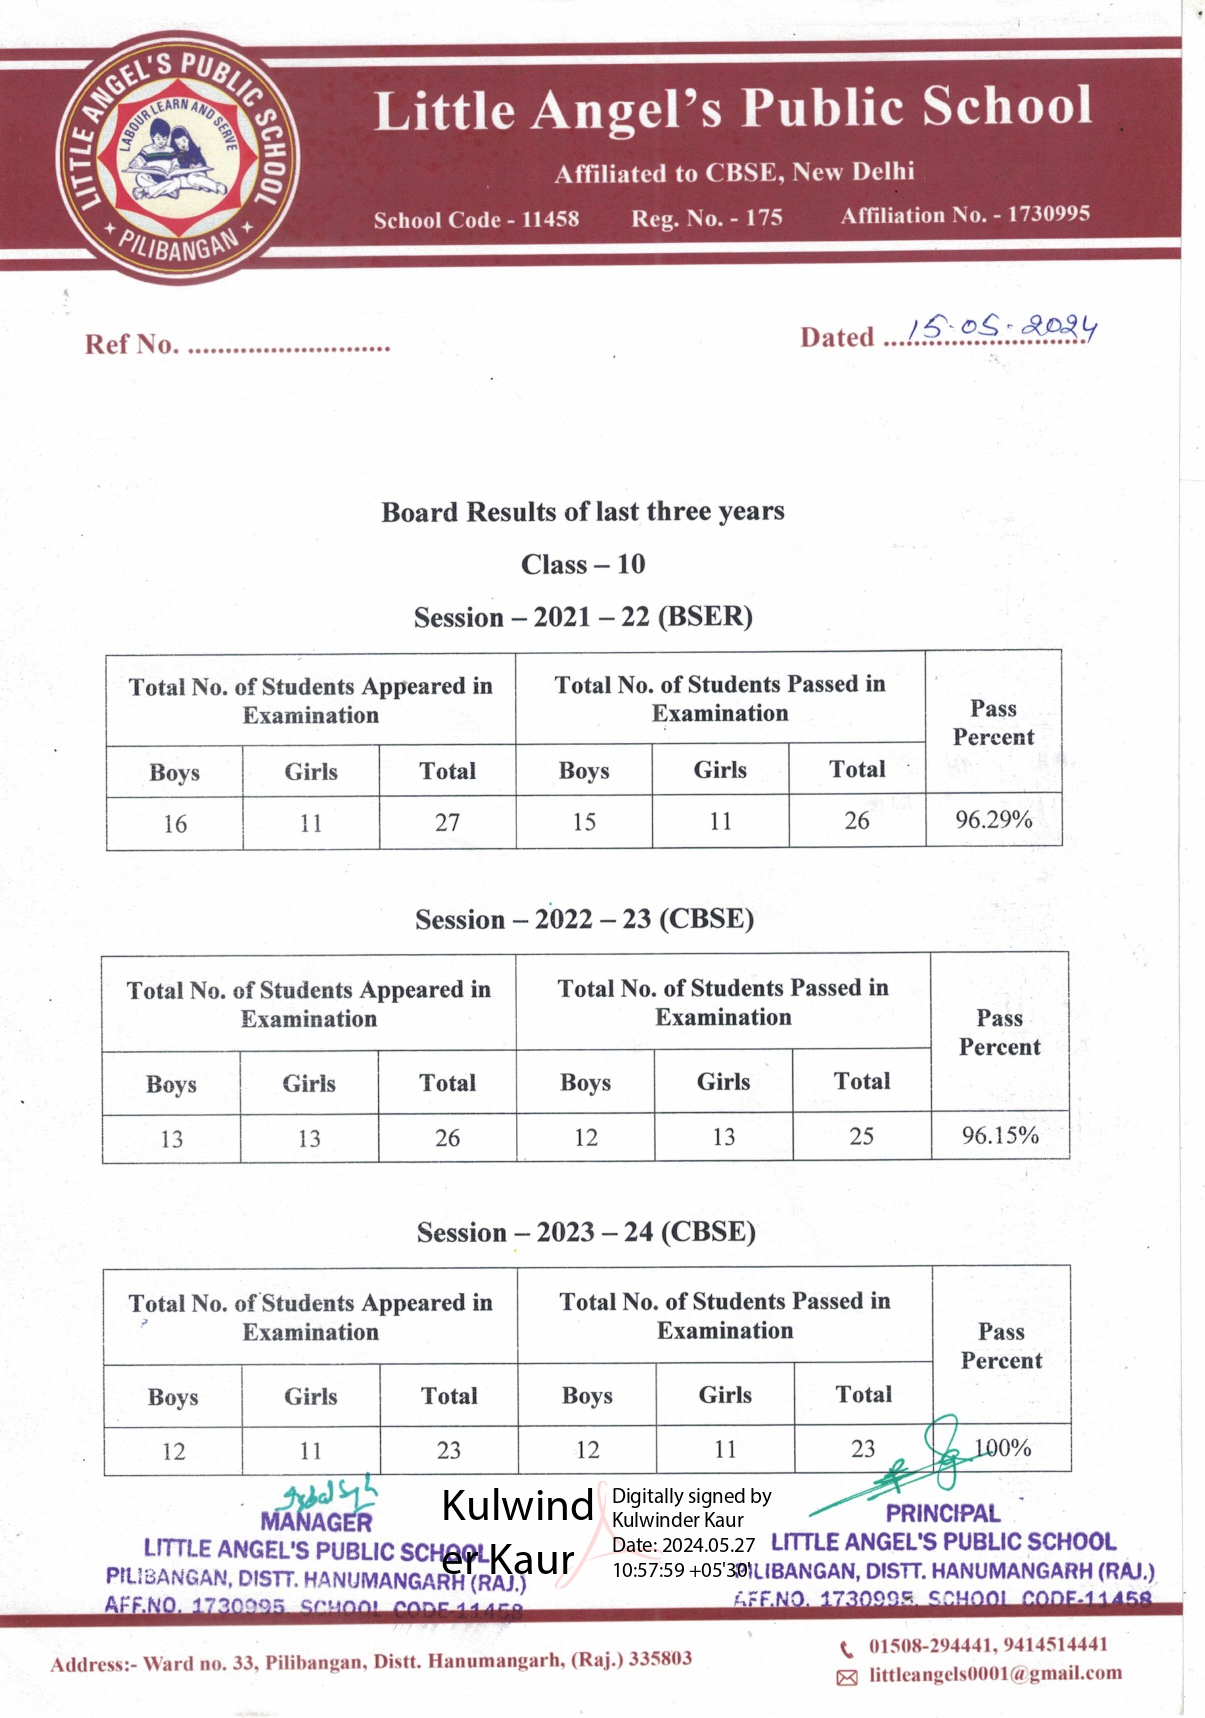 LITTLE ANGEL'S PUBLIC SCHOOL
LABOUR LEARN AND SERVE
PILIBANGAN
Little Angel's Public School
Affiliated to CBSE, New Delhi
School Code - 11458 Reg. No. - 175 Affiliation No. - 1730995
Ref No. ........................... Dated ...15.05.2024
Board Results of last three years
Class – 10
Session – 2021 – 22 (BSER)
Total No. of Students Appeared in Examination Total No. of Students Passed in Examination Pass Percent
Boys Girls Total Boys Girls Total
16 11 27 15 11 26 96.29%
Session – 2022 – 23 (CBSE)
Total No. of Students Appeared in Examination Total No. of Students Passed in Examination Pass Percent
Boys Girls Total Boys Girls Total
13 13 26 12 13 25 96.15%
Session – 2023 – 24 (CBSE)
Total No. of Students Appeared in Examination Total No. of Students Passed in Examination Pass Percent
Boys Girls Total Boys Girls Total
12 11 23 12 11 23 100%
MANAGER
LITTLE ANGEL'S PUBLIC SCHOOL
PILIBANGAN, DISTT. HANUMANGARH (RAJ.)
AFF.NO. 1730995 SCHOOL CODE-11458
Kulwind
er Kaur
Digitally signed by
Kulwinder Kaur
Date: 2024.05.27
10:57:59 +05'30'
PRINCIPAL
LITTLE ANGEL'S PUBLIC SCHOOL
PILIBANGAN, DISTT. HANUMANGARH (RAJ.)
AFF.NO. 1730995 SCHOOL CODE-11458
Address:- Ward no. 33, Pilibangan, Distt. Hanumangarh, (Raj.) 335803
01508-294441, 9414514441
littleangels0001@gmail.com